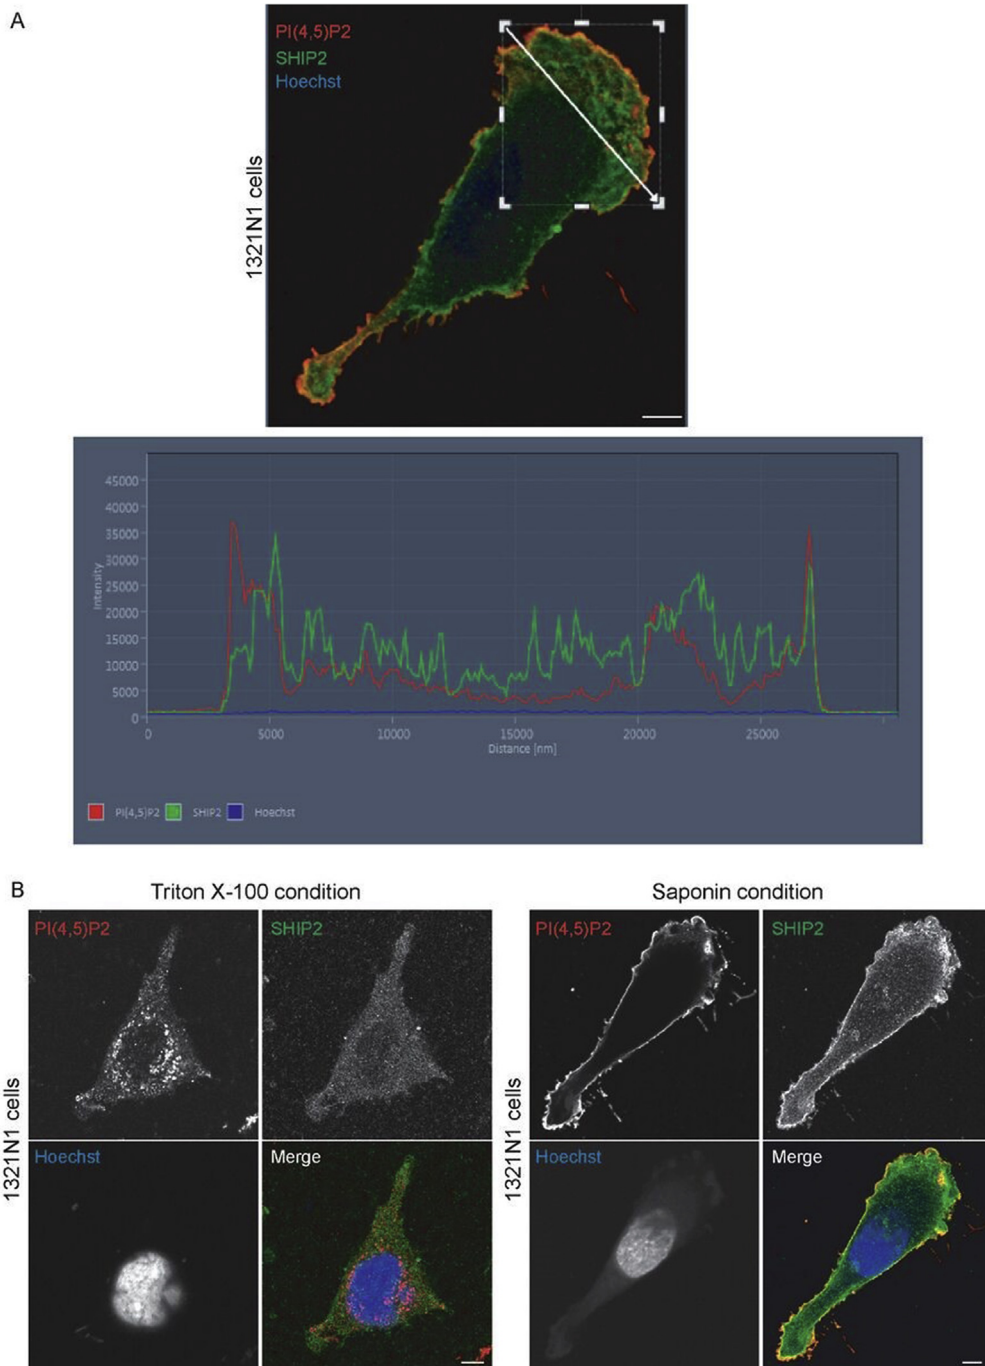 A
PI(4,5)P2
SHIP2
Hoechst
1321N1 cells
45000
40000
35000
30000
25000
20000
15000
10000
5000
0
Intensity
0 5000 10000 15000 20000 25000
Distance [nm]
PI(4,5)P2 SHIP2 Hoechst
B
Triton X-100 condition Saponin condition
PI(4,5)P2 SHIP2 PI(4,5)P2 SHIP2
1321N1 cells 1321N1 cells
Hoechst Merge Hoechst Merge